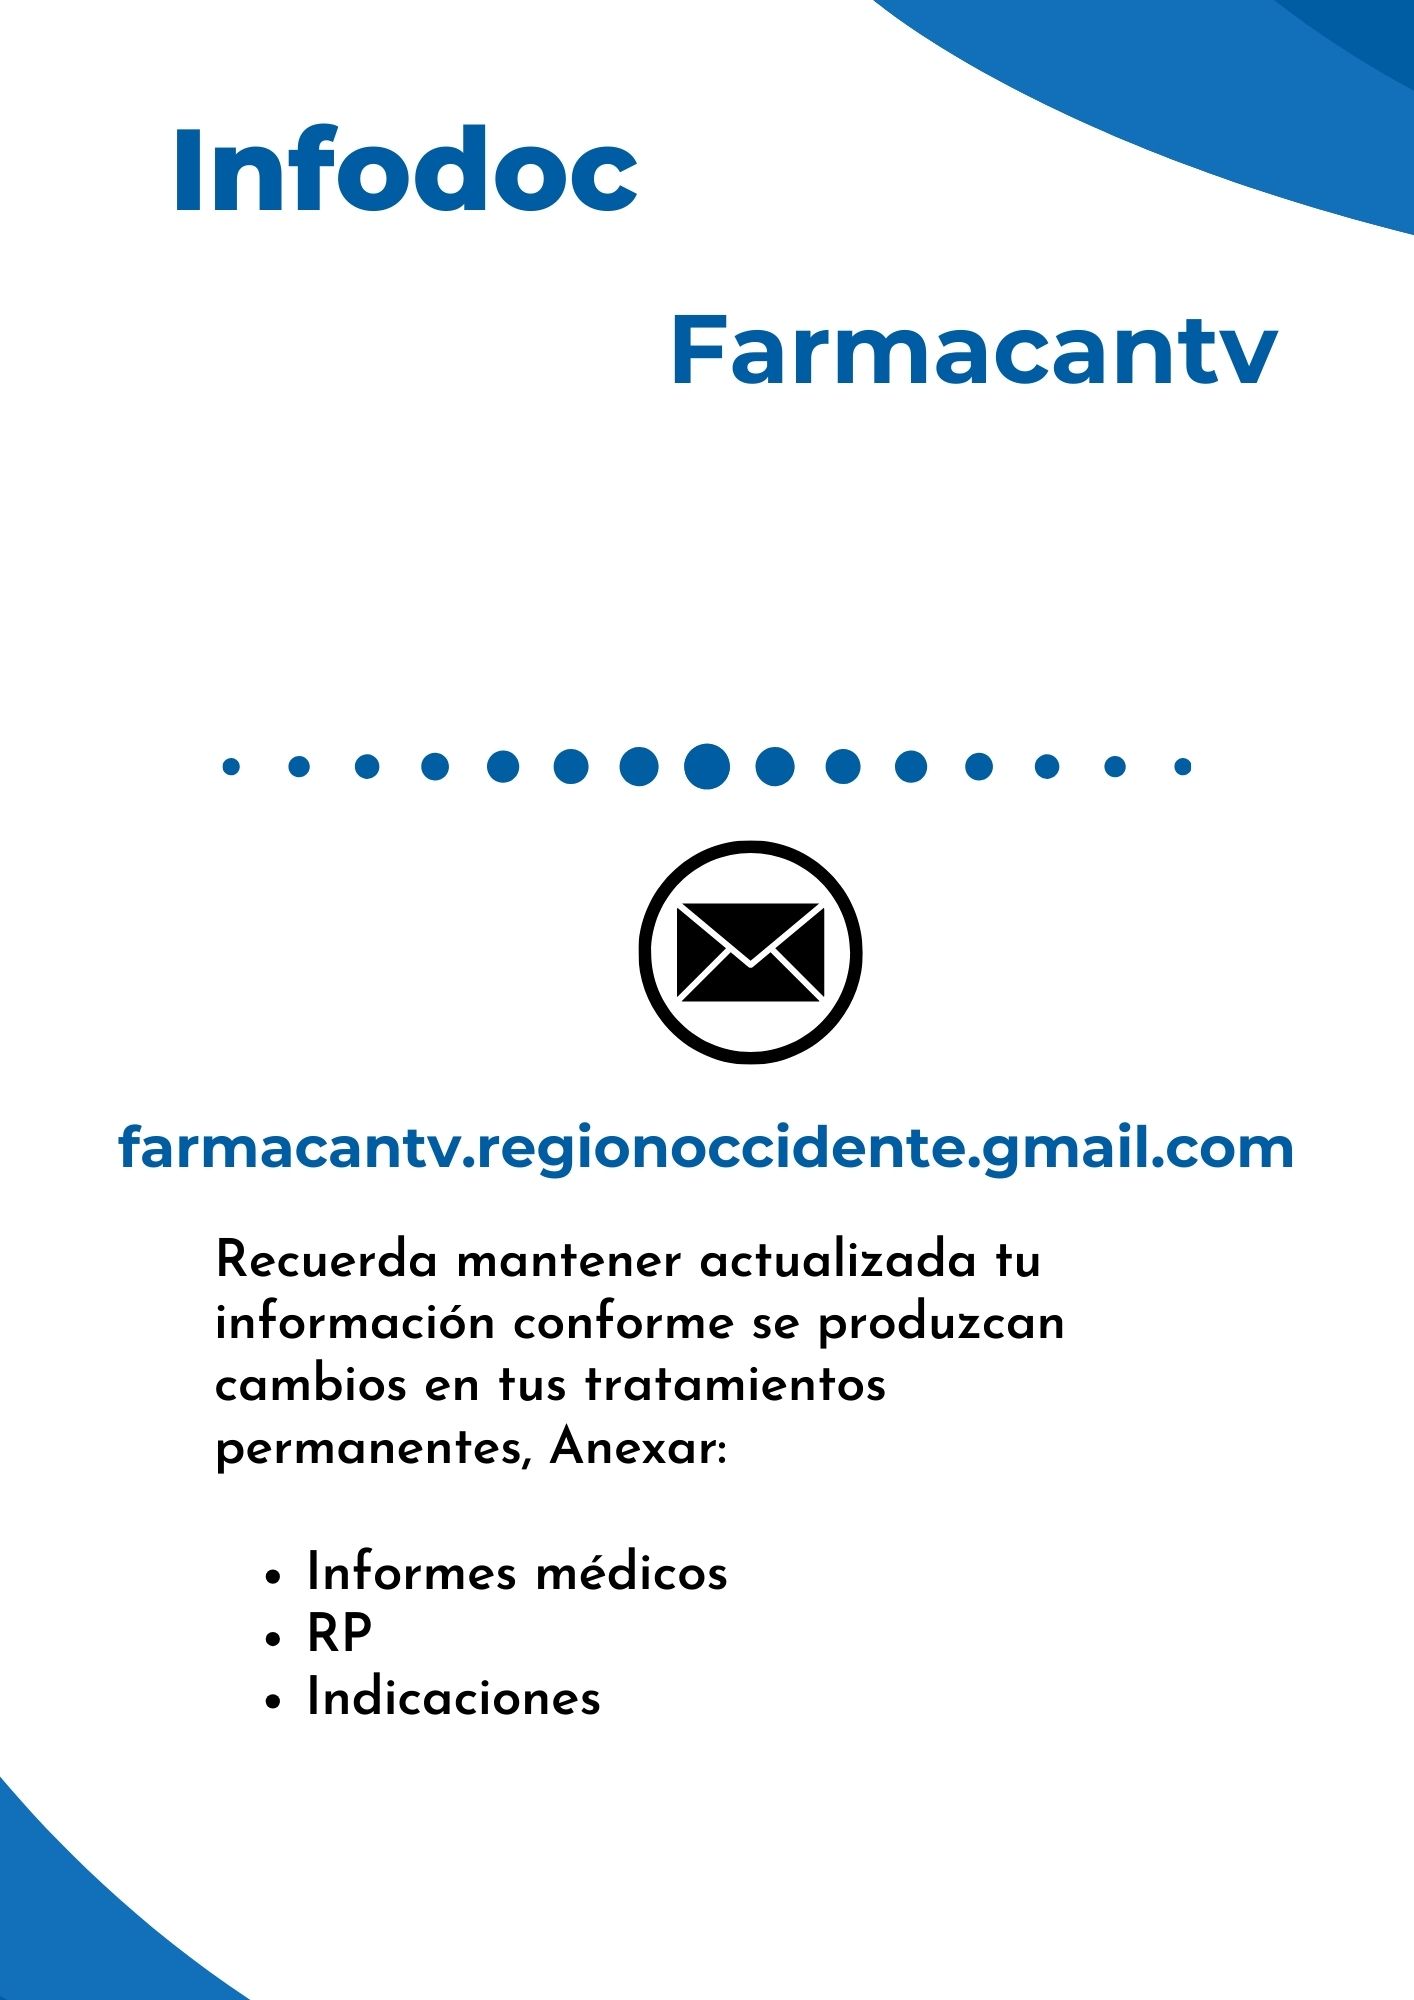 Infodoc
Farmacantv
farmacantv.regionoccidente.gmail.com
Recuerda mantener actualizada tu
información conforme se produzcan
cambios en tus tratamientos
permanentes, Anexar:
• Informes médicos
• RP
• Indicaciones